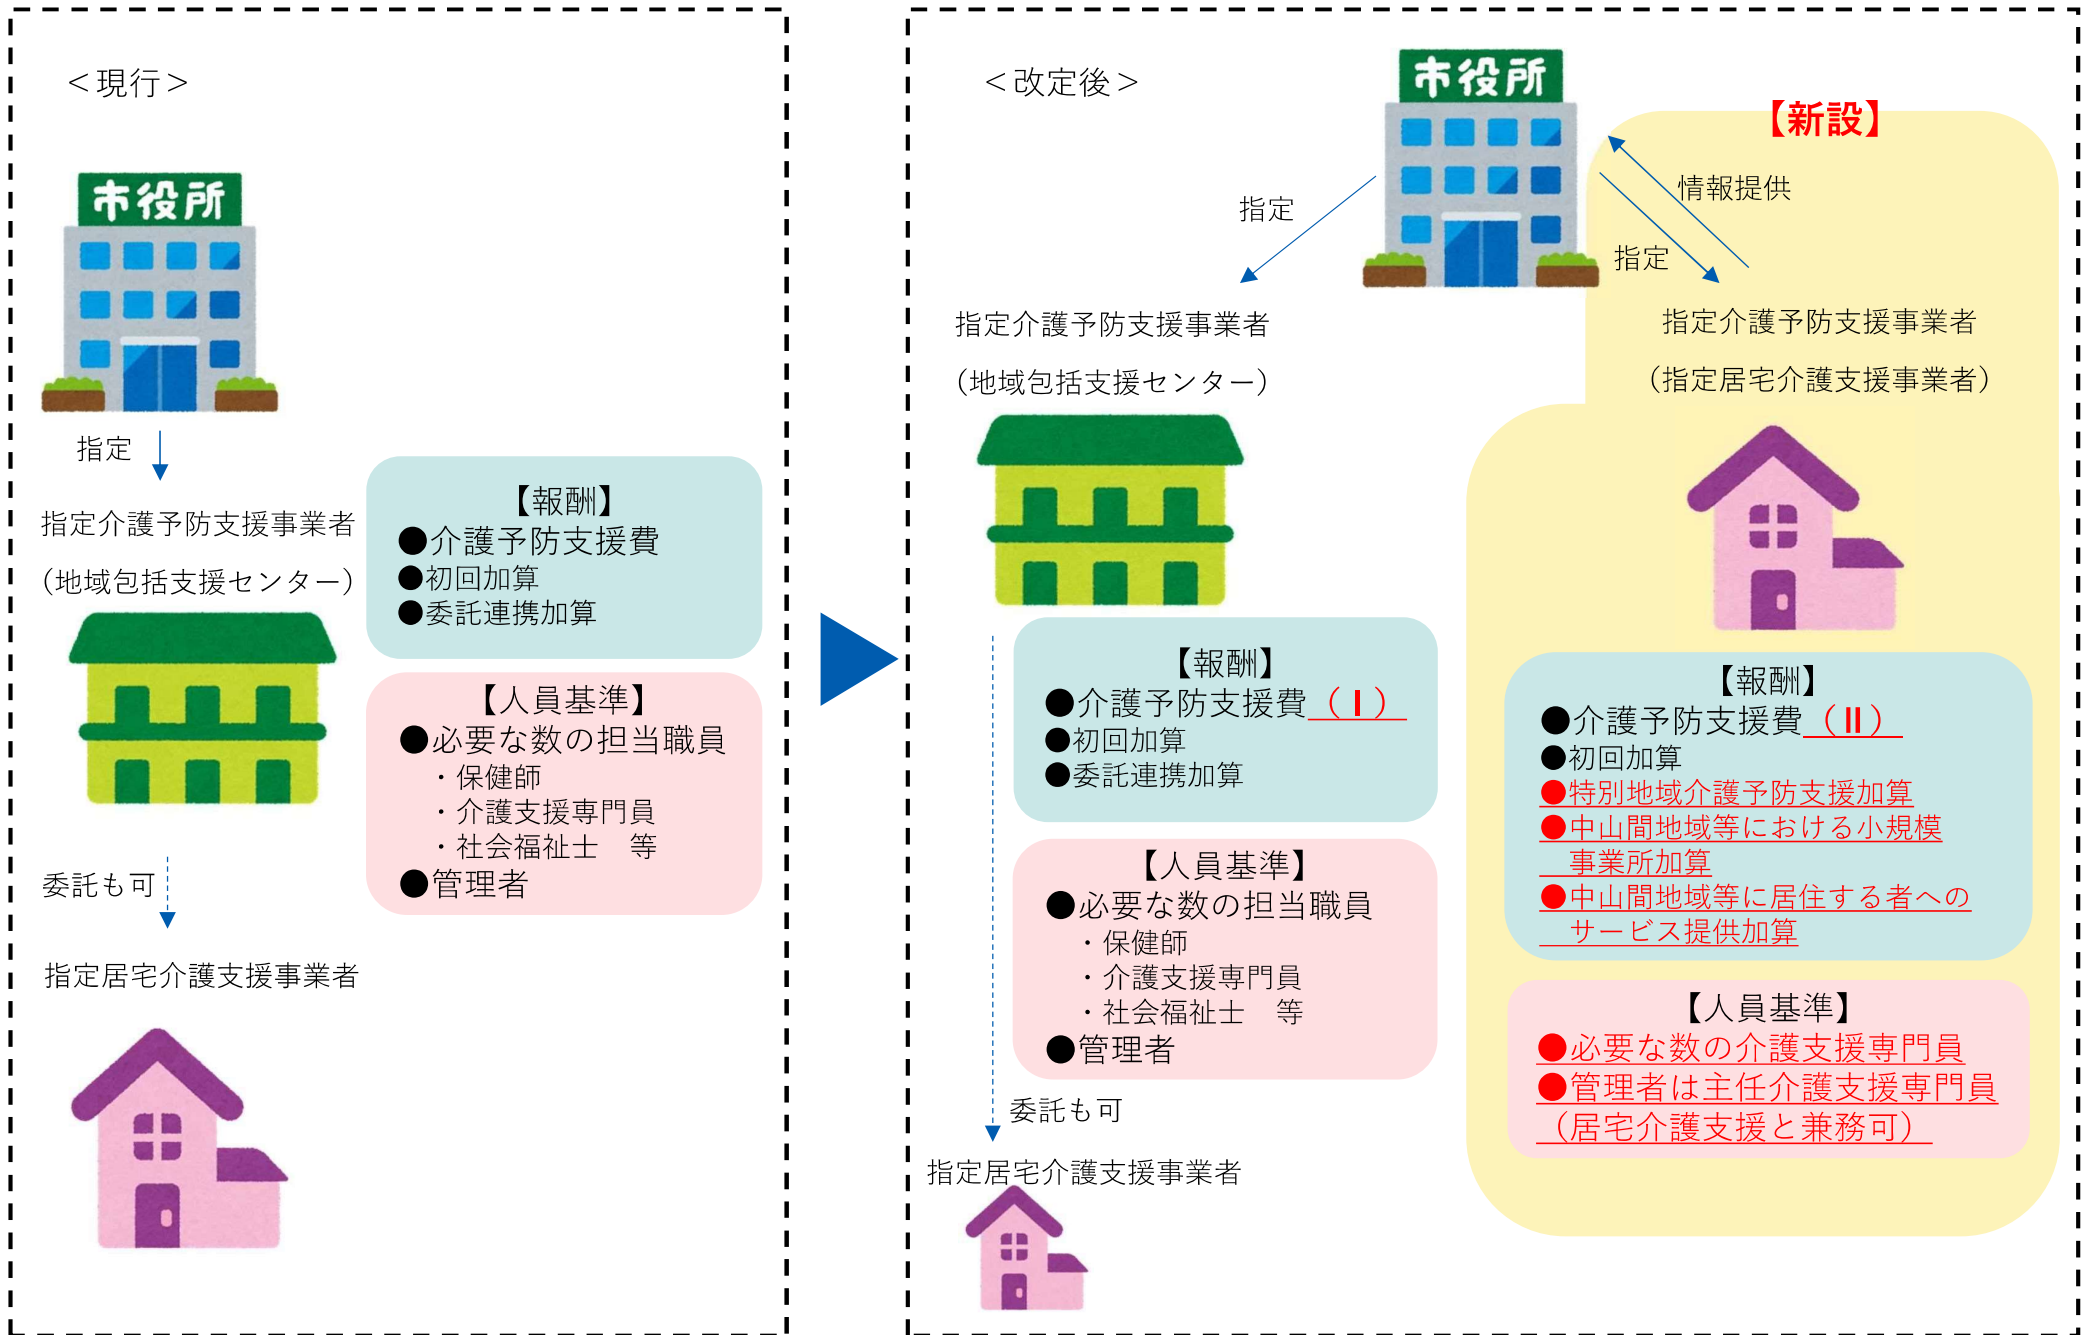 ＜現行＞
市役所
指定
指定介護予防支援事業者
（地域包括支援センター）
【報酬】
●介護予防支援費
●初回加算
●委託連携加算
【人員基準】
●必要な数の担当職員
・保健師
・介護支援専門員
・社会福祉士　等
●管理者
委託も可
指定居宅介護支援事業者
＜改定後＞
市役所
指定
指定介護予防支援事業者
（地域包括支援センター）
【報酬】
●介護予防支援費（Ⅰ）
●初回加算
●委託連携加算
【人員基準】
●必要な数の担当職員
・保健師
・介護支援専門員
・社会福祉士　等
●管理者
委託も可
指定居宅介護支援事業者
【新設】
情報提供
指定
指定介護予防支援事業者
（指定居宅介護支援事業者）
【報酬】
●介護予防支援費（Ⅱ）
●初回加算
●特別地域介護予防支援加算
●中山間地域等における小規模
事業所加算
●中山間地域等に居住する者への
サービス提供加算
【人員基準】
●必要な数の介護支援専門員
●管理者は主任介護支援専門員
（居宅介護支援と兼務可）